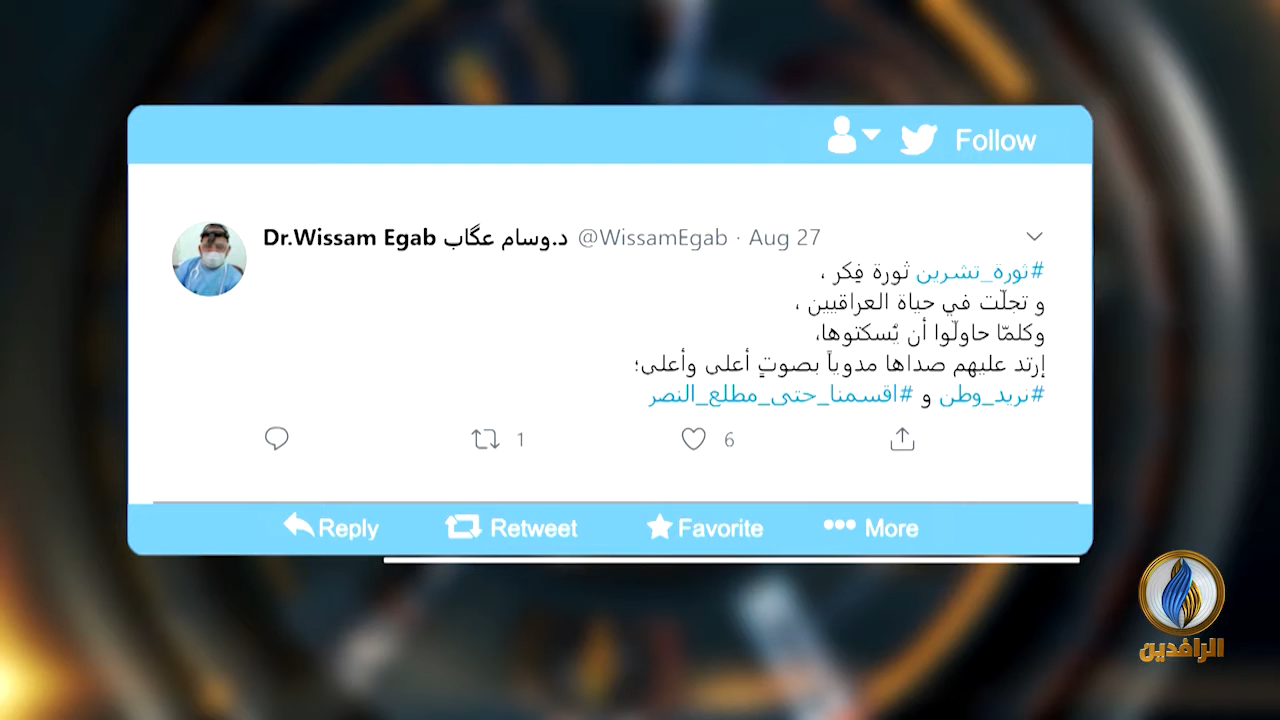 Follow
Dr.Wissam Egab د.وسام عگاب @WissamEgab · Aug 27
#ثورة_تشرين ثورة فِكر ،
و تجلّت في حياة العراقيين ،
وكلمّا حاولّوا أن يُسكتوها،
إرتد عليهم صداها مدوياً بصوتٍ أعلى وأعلى؛
#نريد_وطن و #اقسمنا_حتى_مطلع_النصر
1 6
Reply Retweet Favorite More
الرافدين